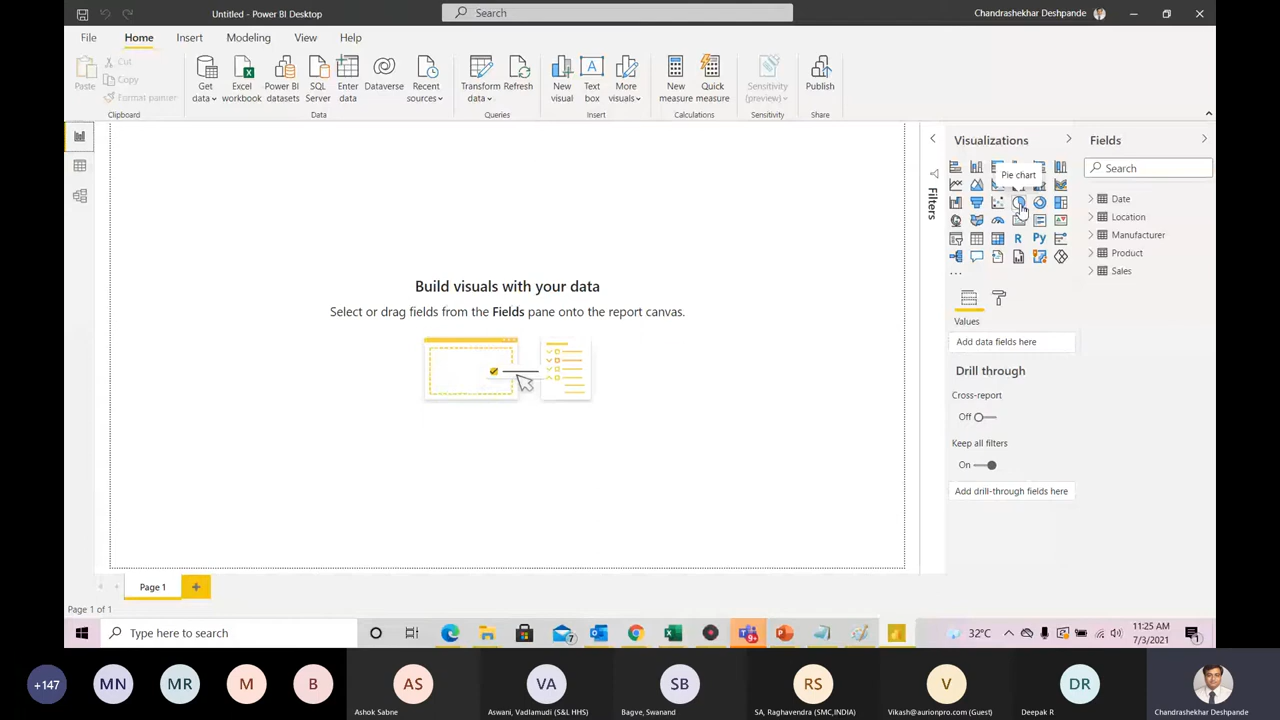 Untitled - Power BI Desktop
Search
Chandrashekhar Deshpande
File
Home
Insert
Modeling
View
Help
Paste
Cut
Copy
Format painter
Get data
Excel workbook
Power BI datasets
SQL Server
Enter data
Dataverse
Recent sources
Transform data
Refresh
New visual
Text box
More visuals
New measure
Quick measure
Sensitivity (preview)
Publish
Clipboard
Data
Queries
Insert
Calculations
Sensitivity
Share
Filters
Visualizations
Pie chart
R
Py
...
Values
Add data fields here
Drill through
Cross-report
Off
Keep all filters
On
Add drill-through fields here
Fields
Search
Date
Location
Manufacturer
Product
Sales
Build visuals with your data
Select or drag fields from the Fields pane onto the report canvas.
Page 1
+
Page 1 of 1
Type here to search
7
9+
32°C
11:25 AM
7/3/2021
1
+147
MN
MR
M
B
AS
VA
SB
RS
V
DR
Ashok Sabne
Aswani, Vadlamudi (S&L HHS)
Bagve, Swanand
SA, Raghavendra (SMC,INDIA)
Vikash@aurionpro.com (Guest)
Deepak R
Chandrashekhar Deshpande